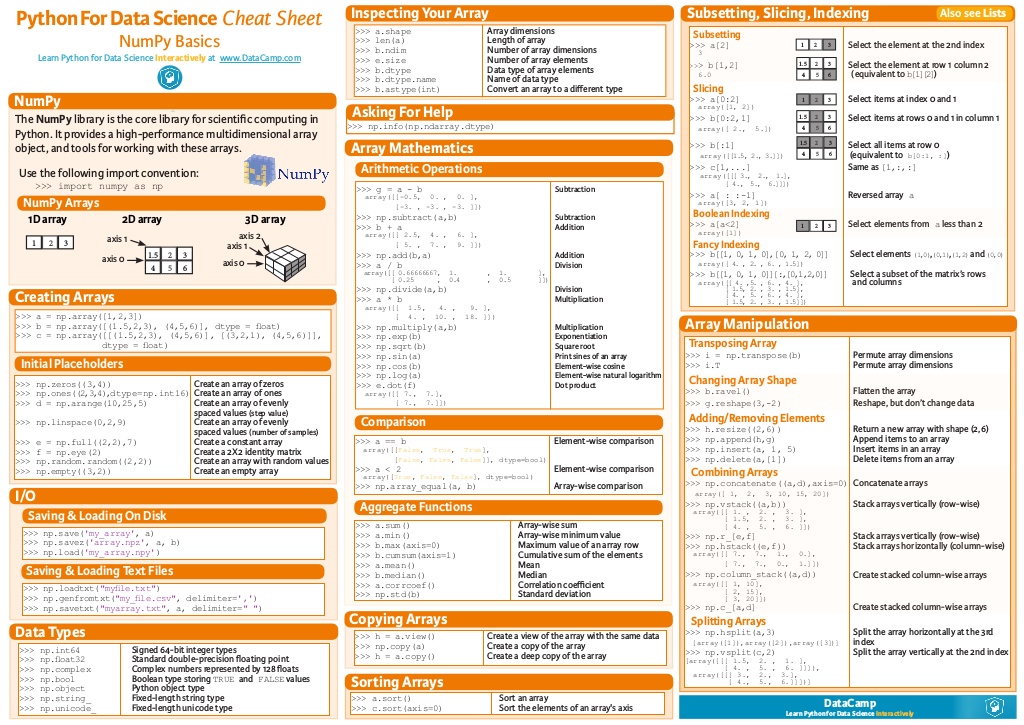 Python For Data Science Cheat Sheet
NumPy Basics
Learn Python for Data Science Interactively at www.DataCamp.com
NumPy
The NumPy library is the core library for scientific computing in
Python. It provides a high-performance multidimensional array
object, and tools for working with these arrays.
Use the following import convention:
>>> import numpy as np
NumPy
NumPy Arrays
1D array 2D array 3D array
1 2 3
axis 1
axis 0
1.5 2 3
4 5 6
axis 2
axis 1
axis 0
Creating Arrays
>>> a = np.array([1,2,3])
>>> b = np.array([(1.5,2,3), (4,5,6)], dtype = float)
>>> c = np.array([[(1.5,2,3), (4,5,6)], [(3,2,1), (4,5,6)]],
dtype = float)
Initial Placeholders
>>> np.zeros((3,4)) Create an array of zeros
>>> np.ones((2,3,4),dtype=np.int16) Create an array of ones
>>> d = np.arange(10,25,5) Create an array of evenly
spaced values (step value)
>>> np.linspace(0,2,9) Create an array of evenly
spaced values (number of samples)
>>> e = np.full((2,2),7) Create a constant array
>>> f = np.eye(2) Create a 2X2 identity matrix
>>> np.random.random((2,2)) Create an array with random values
>>> np.empty((3,2)) Create an empty array
I/O
Saving & Loading On Disk
>>> np.save('my_array', a)
>>> np.savez('array.npz', a, b)
>>> np.load('my_array.npy')
Saving & Loading Text Files
>>> np.loadtxt("myfile.txt")
>>> np.genfromtxt("my_file.csv", delimiter=',')
>>> np.savetxt("myarray.txt", a, delimiter=" ")
Data Types
>>> np.int64 Signed 64-bit integer types
>>> np.float32 Standard double-precision floating point
>>> np.complex Complex numbers represented by 128 floats
>>> np.bool Boolean type storing TRUE and FALSE values
>>> np.object Python object type
>>> np.string_ Fixed-length string type
>>> np.unicode_ Fixed-length unicode type
Inspecting Your Array
>>> a.shape Array dimensions
>>> len(a) Length of array
>>> b.ndim Number of array dimensions
>>> e.size Number of array elements
>>> b.dtype Data type of array elements
>>> b.dtype.name Name of data type
>>> b.astype(int) Convert an array to a different type
Asking For Help
>>> np.info(np.ndarray.dtype)
Array Mathematics
Arithmetic Operations
>>> g = a - b Subtraction
array([[-0.5, 0. , 0. ],
[-3. , -3. , -3. ]])
>>> np.subtract(a,b) Subtraction
>>> b + a Addition
array([[ 2.5, 4. , 6. ],
[ 5. , 7. , 9. ]])
>>> np.add(b,a) Addition
>>> a / b Division
array([[ 0.66666667, 1. , 1. ],
[ 0.25 , 0.4 , 0.5 ]])
>>> np.divide(a,b) Division
>>> a * b Multiplication
array([[ 1.5, 4. , 9. ],
[ 4. , 10. , 18. ]])
>>> np.multiply(a,b) Multiplication
>>> np.exp(b) Exponentiation
>>> np.sqrt(b) Square root
>>> np.sin(a) Print sines of an array
>>> np.cos(b) Element-wise cosine
>>> np.log(a) Element-wise natural logarithm
>>> e.dot(f) Dot product
array([[ 7., 7.],
[ 7., 7.]])
Comparison
>>> a == b Element-wise comparison
array([[False, True, True],
[False, False, False]], dtype=bool)
>>> a < 2 Element-wise comparison
array([True, False, False], dtype=bool)
>>> np.array_equal(a, b) Array-wise comparison
Aggregate Functions
>>> a.sum() Array-wise sum
>>> a.min() Array-wise minimum value
>>> b.max(axis=0) Maximum value of an array row
>>> b.cumsum(axis=1) Cumulative sum of the elements
>>> a.mean() Mean
>>> b.median() Median
>>> a.corrcoef() Correlation coefficient
>>> np.std(b) Standard deviation
Copying Arrays
>>> h = a.view() Create a view of the array with the same data
>>> np.copy(a) Create a copy of the array
>>> h = a.copy() Create a deep copy of the array
Sorting Arrays
>>> a.sort() Sort an array
>>> c.sort(axis=0) Sort the elements of an array's axis
Subsetting, Slicing, Indexing Also see Lists
Subsetting
>>> a[2] 1 2 3 Select the element at the 2nd index
3
>>> b[1,2] 1.5 2 3 Select the element at row 1 column 2
6.0 4 5 6 (equivalent to b[1][2])
Slicing
>>> a[0:2] 1 2 3 Select items at index 0 and 1
array([1, 2])
>>> b[0:2,1] 1.5 2 3 Select items at rows 0 and 1 in column 1
array([ 2., 5.]) 4 5 6
>>> b[:1] 1.5 2 3 Select all items at row 0
array([[1.5, 2., 3.]]) 4 5 6 (equivalent to b[0:1, :])
>>> c[1,...] Same as [1,:,:]
array([[[ 3., 2., 1.],
[ 4., 5., 6.]]])
>>> a[ : :-1] Reversed array a
array([3, 2, 1])
Boolean Indexing
>>> a[a<2] 1 2 3 Select elements from a less than 2
array([1])
Fancy Indexing
>>> b[[1, 0, 1, 0],[0, 1, 2, 0]] Select elements (1,0),(0,1),(1,2) and (0,0)
array([ 4. , 2. , 6. , 1.5])
>>> b[[1, 0, 1, 0]][:,[0,1,2,0]] Select a subset of the matrix's rows
array([[ 4. ,5. , 6. , 4. ], and columns
[ 1.5, 2. , 3. , 1.5],
[ 4. , 5. , 6. , 4. ],
[ 1.5, 2. , 3. , 1.5]])
Array Manipulation
Transposing Array
>>> i = np.transpose(b) Permute array dimensions
>>> i.T Permute array dimensions
Changing Array Shape
>>> b.ravel() Flatten the array
>>> g.reshape(3,-2) Reshape, but don't change data
Adding/Removing Elements
>>> h.resize((2,6)) Return a new array with shape (2,6)
>>> np.append(h,g) Append items to an array
>>> np.insert(a, 1, 5) Insert items in an array
>>> np.delete(a,[1]) Delete items from an array
Combining Arrays
>>> np.concatenate((a,d),axis=0) Concatenate arrays
array([ 1, 2, 3, 10, 15, 20])
>>> np.vstack((a,b)) Stack arrays vertically (row-wise)
array([[ 1. , 2. , 3. ],
[ 1.5, 2. , 3. ],
[ 4. , 5. , 6. ]])
>>> np.r_[e,f] Stack arrays vertically (row-wise)
>>> np.hstack((e,f)) Stack arrays horizontally (column-wise)
array([[ 7., 7., 1., 0.],
[ 7., 7., 0., 1.]])
>>> np.column_stack((a,d)) Create stacked column-wise arrays
array([[ 1, 10],
[ 2, 15],
[ 3, 20]])
>>> np.c_[a,d] Create stacked column-wise arrays
Splitting Arrays
>>> np.hsplit(a,3) Split the array horizontally at the 3rd
[array([1]),array([2]),array([3])] index
>>> np.vsplit(c,2) Split the array vertically at the 2nd index
[array([[[ 1.5, 2. , 1. ],
[ 4. , 5. , 6. ]]]),
array([[[ 3., 2., 3.],
[ 4., 5., 6.]]])]
DataCamp
Learn Python for Data Science Interactively